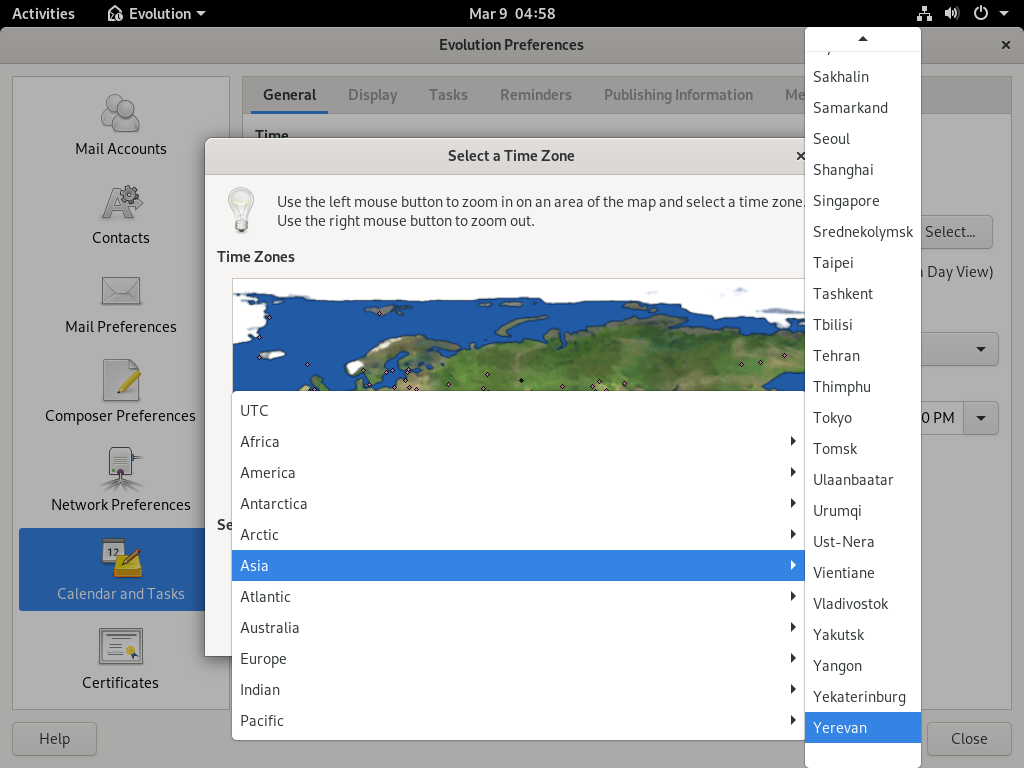 Activities
Evolution
Mar 9 04:58
Evolution Preferences
Mail Accounts
Contacts
Mail Preferences
Composer Preferences
Network Preferences
12
Calendar and Tasks
Certificates
Help
General
Display
Tasks
Reminders
Publishing Information
Me
Time
Select...
Day View)
0 PM
Close
Select a Time Zone
Use the left mouse button to zoom in on an area of the map and select a time zone.
Use the right mouse button to zoom out.
Time Zones
Se
UTC
Africa
America
Antarctica
Arctic
Asia
Atlantic
Australia
Europe
Indian
Pacific
Sakhalin
Samarkand
Seoul
Shanghai
Singapore
Srednekolymsk
Taipei
Tashkent
Tbilisi
Tehran
Thimphu
Tokyo
Tomsk
Ulaanbaatar
Urumqi
Ust-Nera
Vientiane
Vladivostok
Yakutsk
Yangon
Yekaterinburg
Yerevan